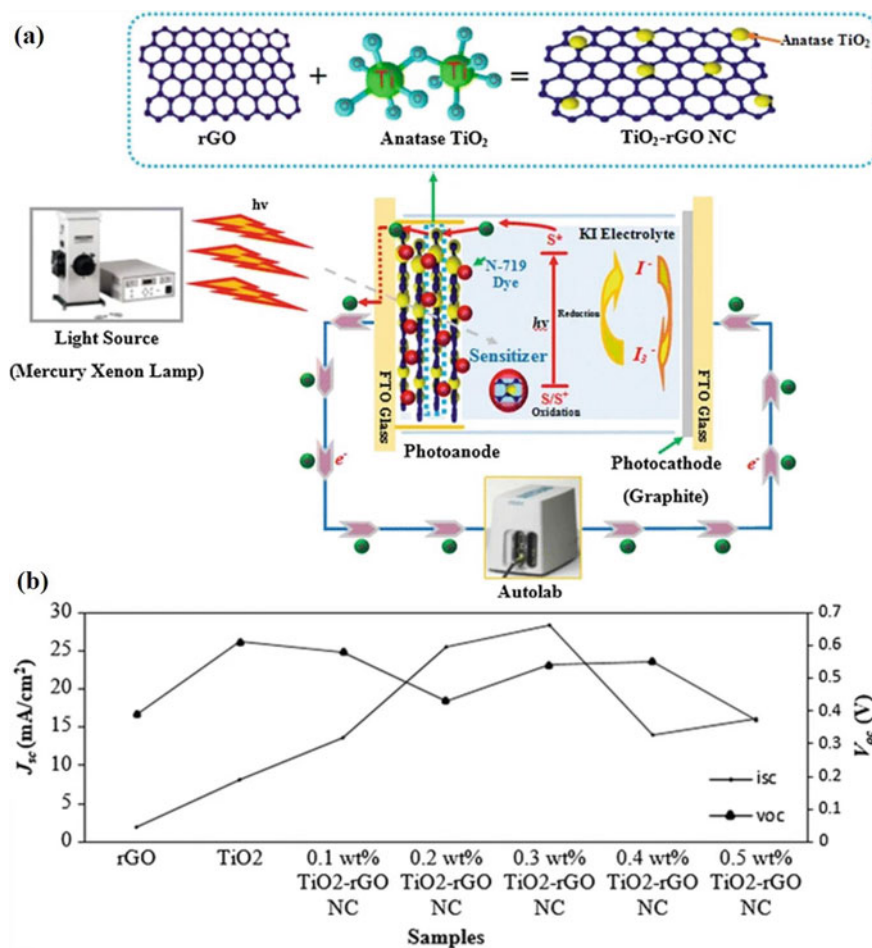 (a)
Anatase TiO2
Ti
Ti
+
=
rGO
Anatase TiO2
TiO2-rGO NC
hv
S*
KI Electrolyte
N-719
Dye
I-
hv
Reduction
Light Source
Sensitizer
(Mercury Xenon Lamp)
I3-
FTO Glass
S/S+
Oxidation
FTO Glass
Photoanode
Photocathode
e-
(Graphite)
e-
(b)
Autolab
30
25
20
15
10
5
0
Jsc (mA/cm2)
0.7
0.6
0.5
0.4
0.3
0.2
0.1
0
Voc (V)
isc
voc
rGO
TiO2
0.1 wt%
TiO2-rGO
NC
0.2 wt%
TiO2-rGO
NC
0.3 wt%
TiO2-rGO
NC
0.4 wt%
TiO2-rGO
NC
0.5 wt%
TiO2-rGO
NC
Samples